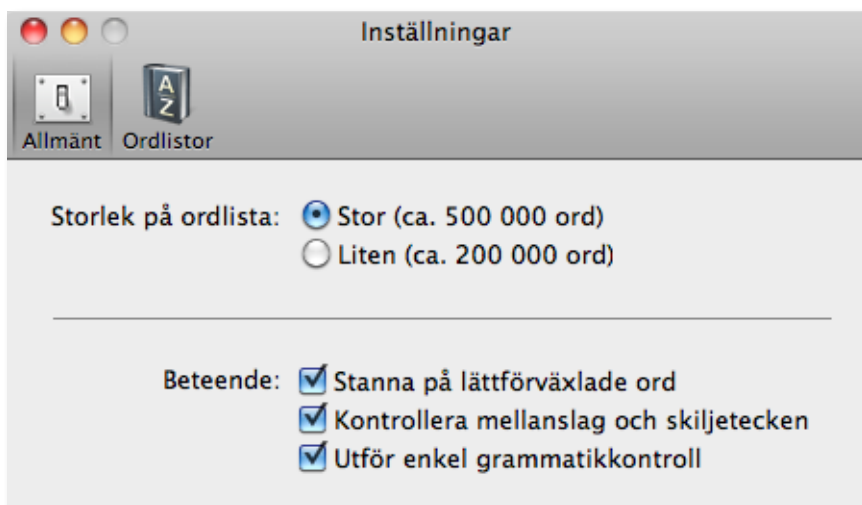 Inställningar
A
Z
Allmänt Ordlistor
Storlek på ordlista: Stor (ca. 500 000 ord)
Liten (ca. 200 000 ord)
Beteende: Stanna på lättförväxlade ord
Kontrollera mellanslag och skiljetecken
Utför enkel grammatikkontroll